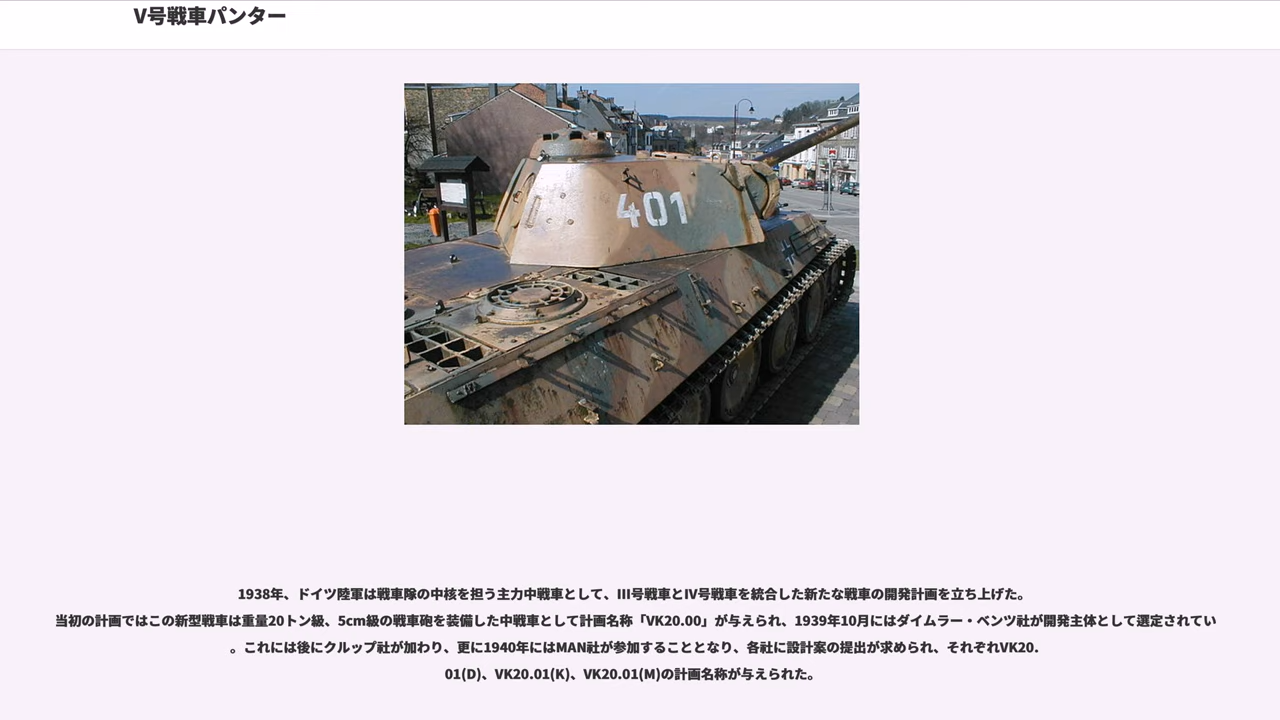 V号戦車パンター
401
1938年、ドイツ陸軍は戦車隊の中核を担う主力中戦車として、III号戦車とIV号戦車を統合した新たな戦車の開発計画を立ち上げた。
当初の計画ではこの新型戦車は重量20トン級、5cm級の戦車砲を装備した中戦車として計画名称「VK20.00」が与えられ、1939年10月にはダイムラー・ベンツ社が開発主体として選定されてい
。これには後にクルップ社が加わり、更に1940年にはMAN社が参加することとなり、各社に設計案の提出が求められ、それぞれVK20.
01(D)、VK20.01(K)、VK20.01(M)の計画名称が与えられた。